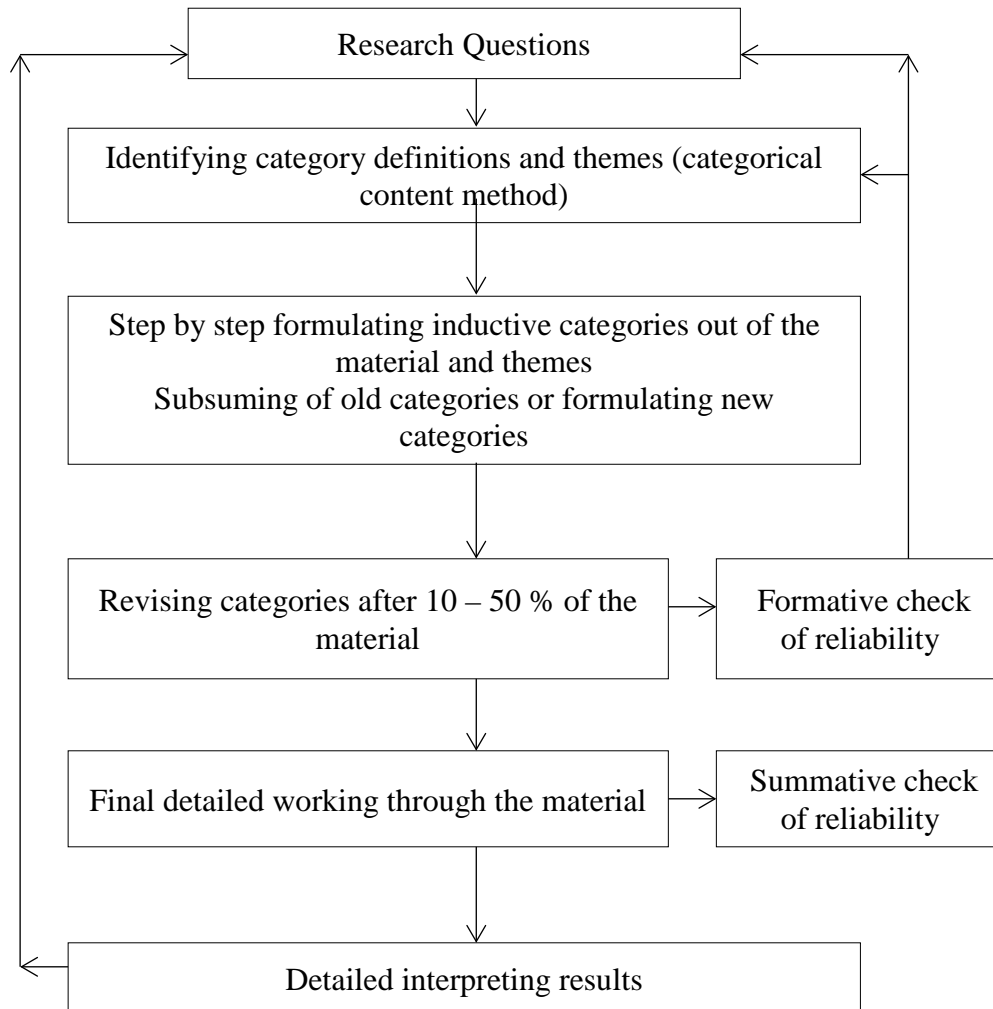 Research Questions
Identifying category definitions and themes (categorical
content method)
Step by step formulating inductive categories out of the
material and themes
Subsuming of old categories or formulating new
categories
Revising categories after 10 – 50 % of the
material
Formative check
of reliability
Final detailed working through the material
Summative check
of reliability
Detailed interpreting results